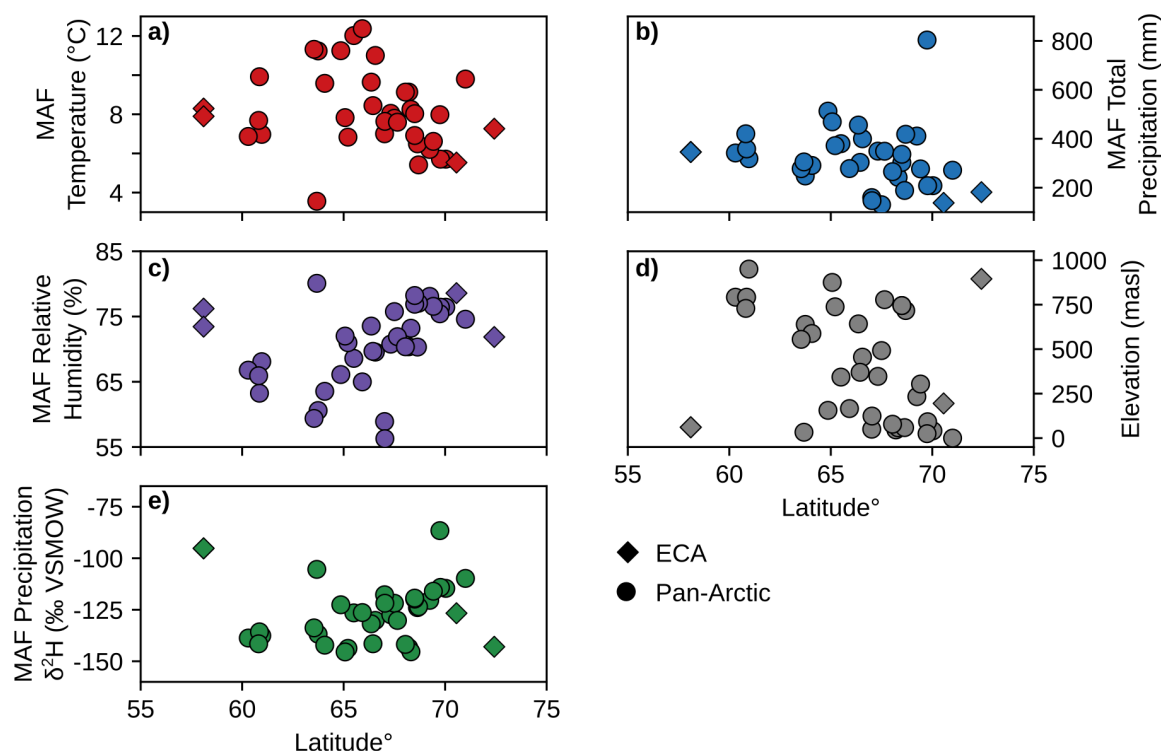 a)
12
8
4
MAF
Temperature (°C)
b)
800
600
400
200
MAF Total
Precipitation (mm)
c)
85
75
65
55
MAF Relative
Humidity (%)
d)
1000
750
500
250
0
Elevation (masl)
55 60 65 70 75
Latitude°
e)
-75
-100
-125
-150
MAF Precipitation
δ²H (‰ VSMOW)
55 60 65 70 75
Latitude°
ECA
Pan-Arctic